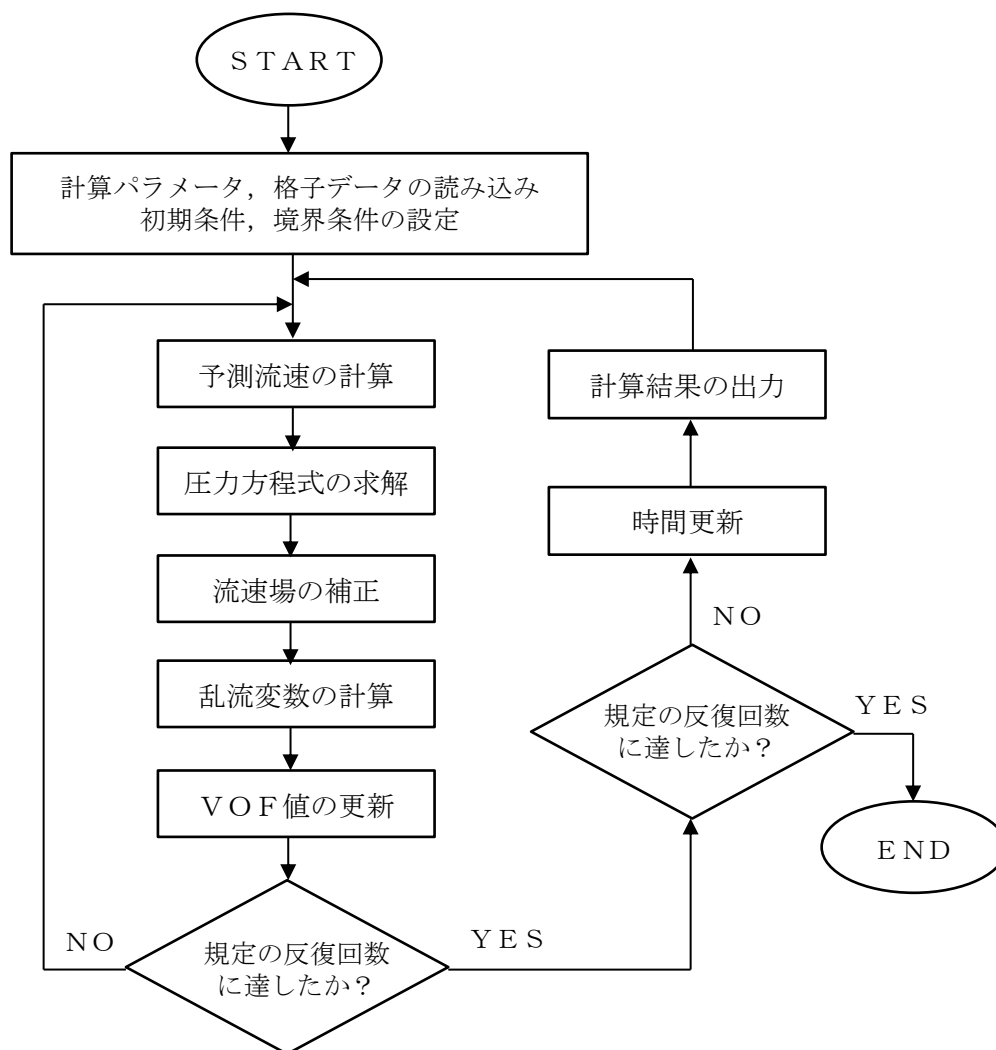 ＳＴＡＲＴ
計算パラメータ，格子データの読み込み
初期条件，境界条件の設定
予測流速の計算
圧力方程式の求解
流速場の補正
乱流変数の計算
ＶＯＦ値の更新
規定の反復回数
に達したか？
ＮＯ
ＹＥＳ
計算結果の出力
時間更新
ＮＯ
規定の反復回数
に達したか？
ＹＥＳ
ＥＮＤ